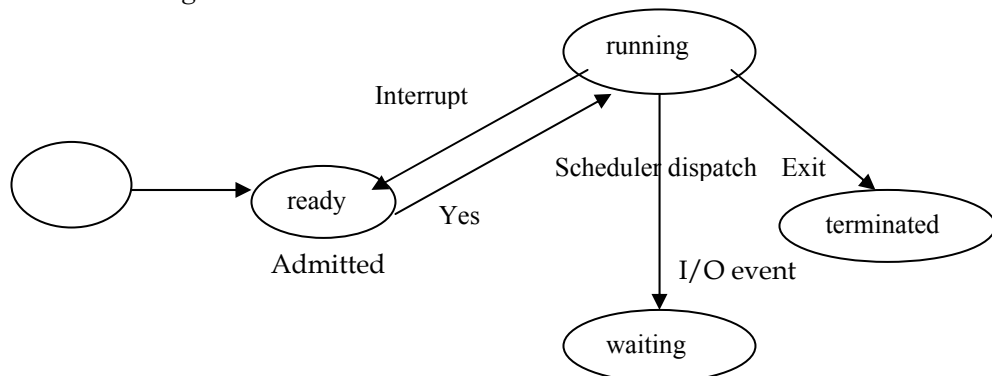 running
Interrupt
Scheduler dispatch
Exit
ready
Yes
terminated
Admitted
I/O event
waiting